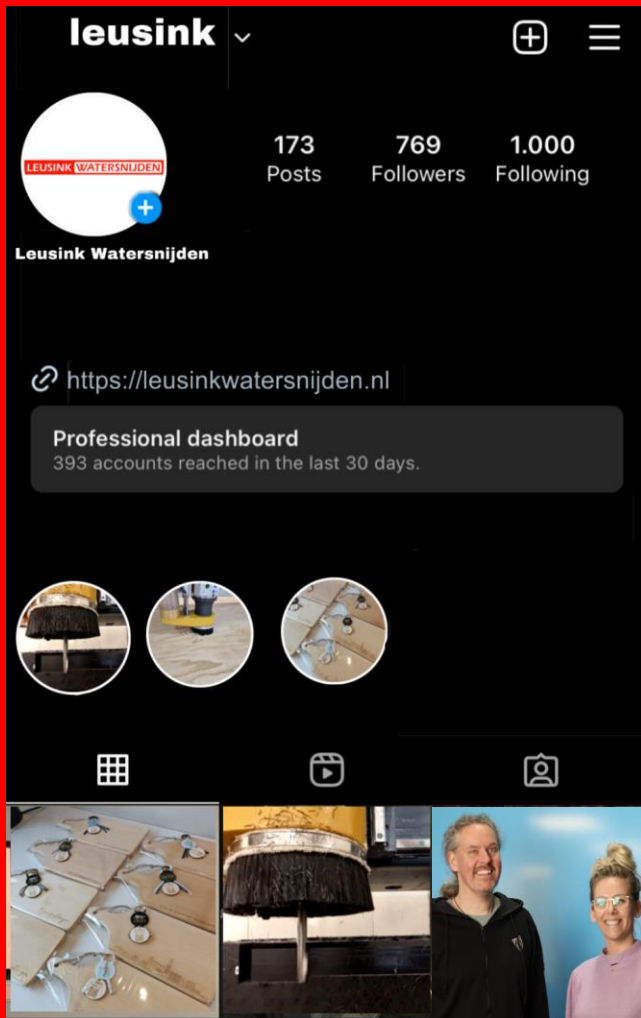 leusink
173
769
1.000
Posts
Followers
Following
LEUSINK WATERSNIJDEN
Leusink Watersnijden
https://leusinkwatersnijden.nl
Professional dashboard
393 accounts reached in the last 30 days.